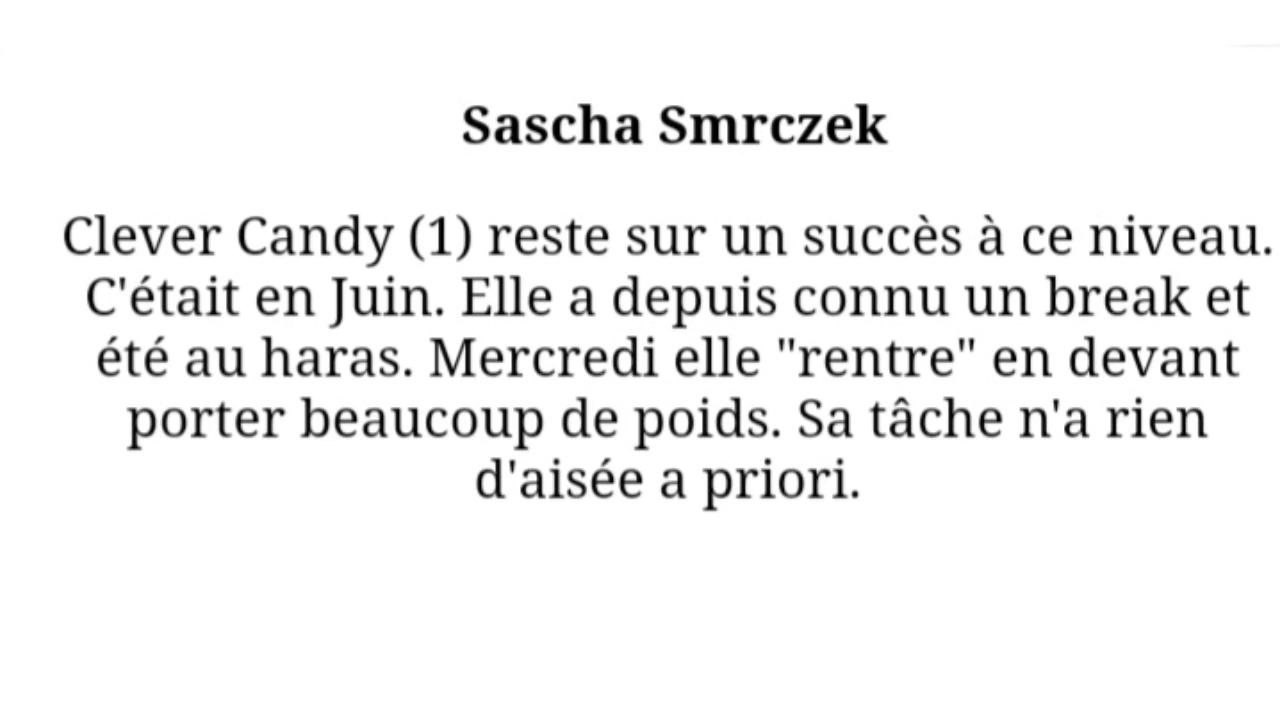 Sascha Smrczek
Clever Candy (1) reste sur un succès à ce niveau.
C'était en Juin. Elle a depuis connu un break et
été au haras. Mercredi elle "rentre" en devant
porter beaucoup de poids. Sa tâche n'a rien
d'aisée a priori.